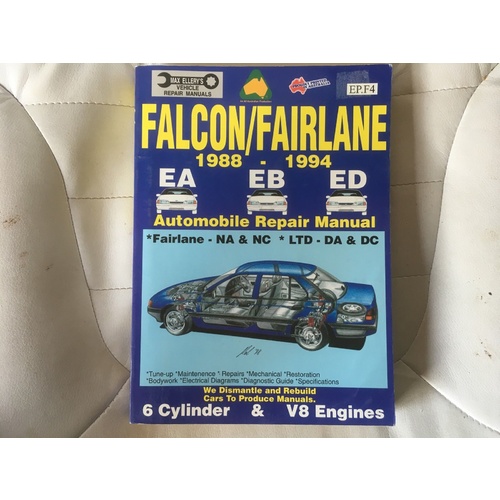 MAX ELLERY'S
VEHICLE
REPAIR MANUALS
EP.F4
FALCON/FAIRLANE
1988 - 1994
EA EB ED
Automobile Repair Manual
*Fairlane - NA & NC * LTD - DA & DC
*Tune-up *Maintenence *Repairs *Mechanical *Restoration
*Bodywork *Electrical Diagrams *Diagnostic Guide *Specifications
We Dismantle and Rebuild
Cars To Produce Manuals.
6 Cylinder & V8 Engines